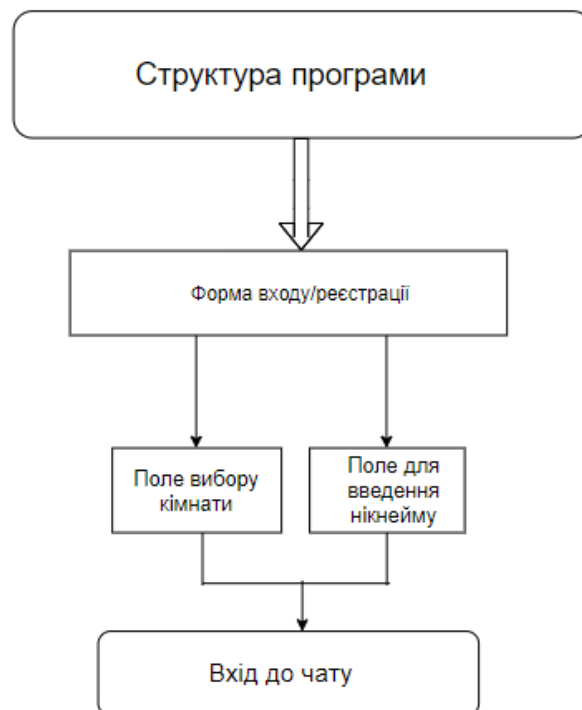 Структура програми
Форма входу/реєстрації
Поле вибору
кімнати
Поле для
введення
нікнейму
Вхід до чату